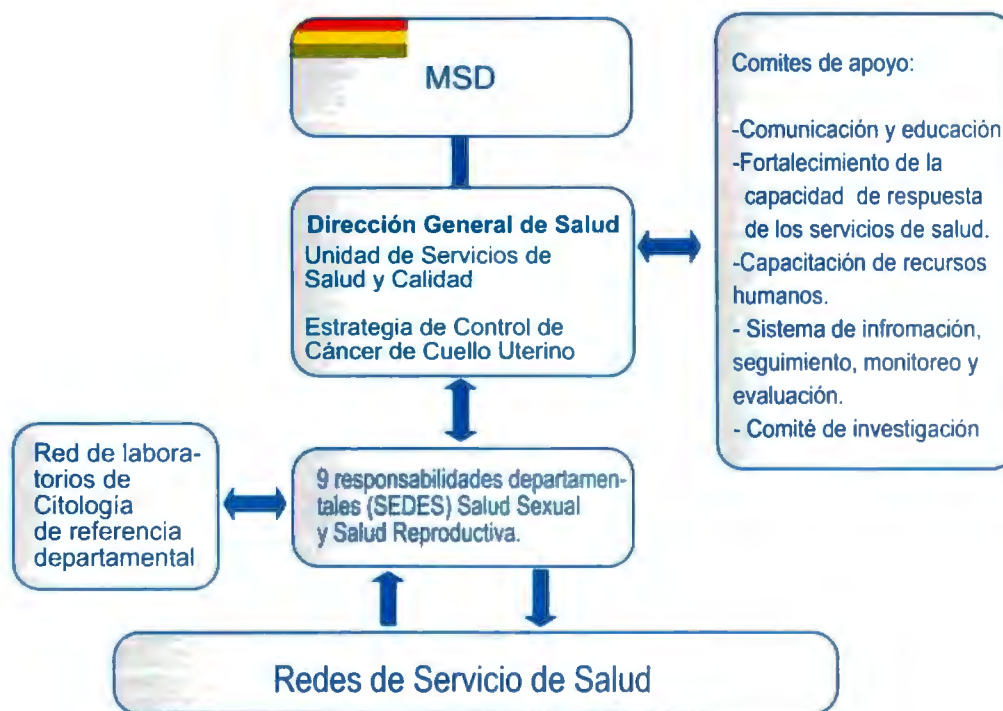 MSD
Comites de apoyo:
-Comunicación y educación
-Fortalecimiento de la
capacidad de respuesta
de los servicios de salud.
-Capacitación de recursos
humanos.
- Sistema de infromación,
seguimiento, monitoreo y
evaluación.
- Comité de investigación
Dirección General de Salud
Unidad de Servicios de
Salud y Calidad
Estrategia de Control de
Cáncer de Cuello Uterino
Red de labora-
torios de
Citología
de referencia
departamental
9 responsabilidades departamen-
tales (SEDES) Salud Sexual
y Salud Reproductiva.
Redes de Servicio de Salud